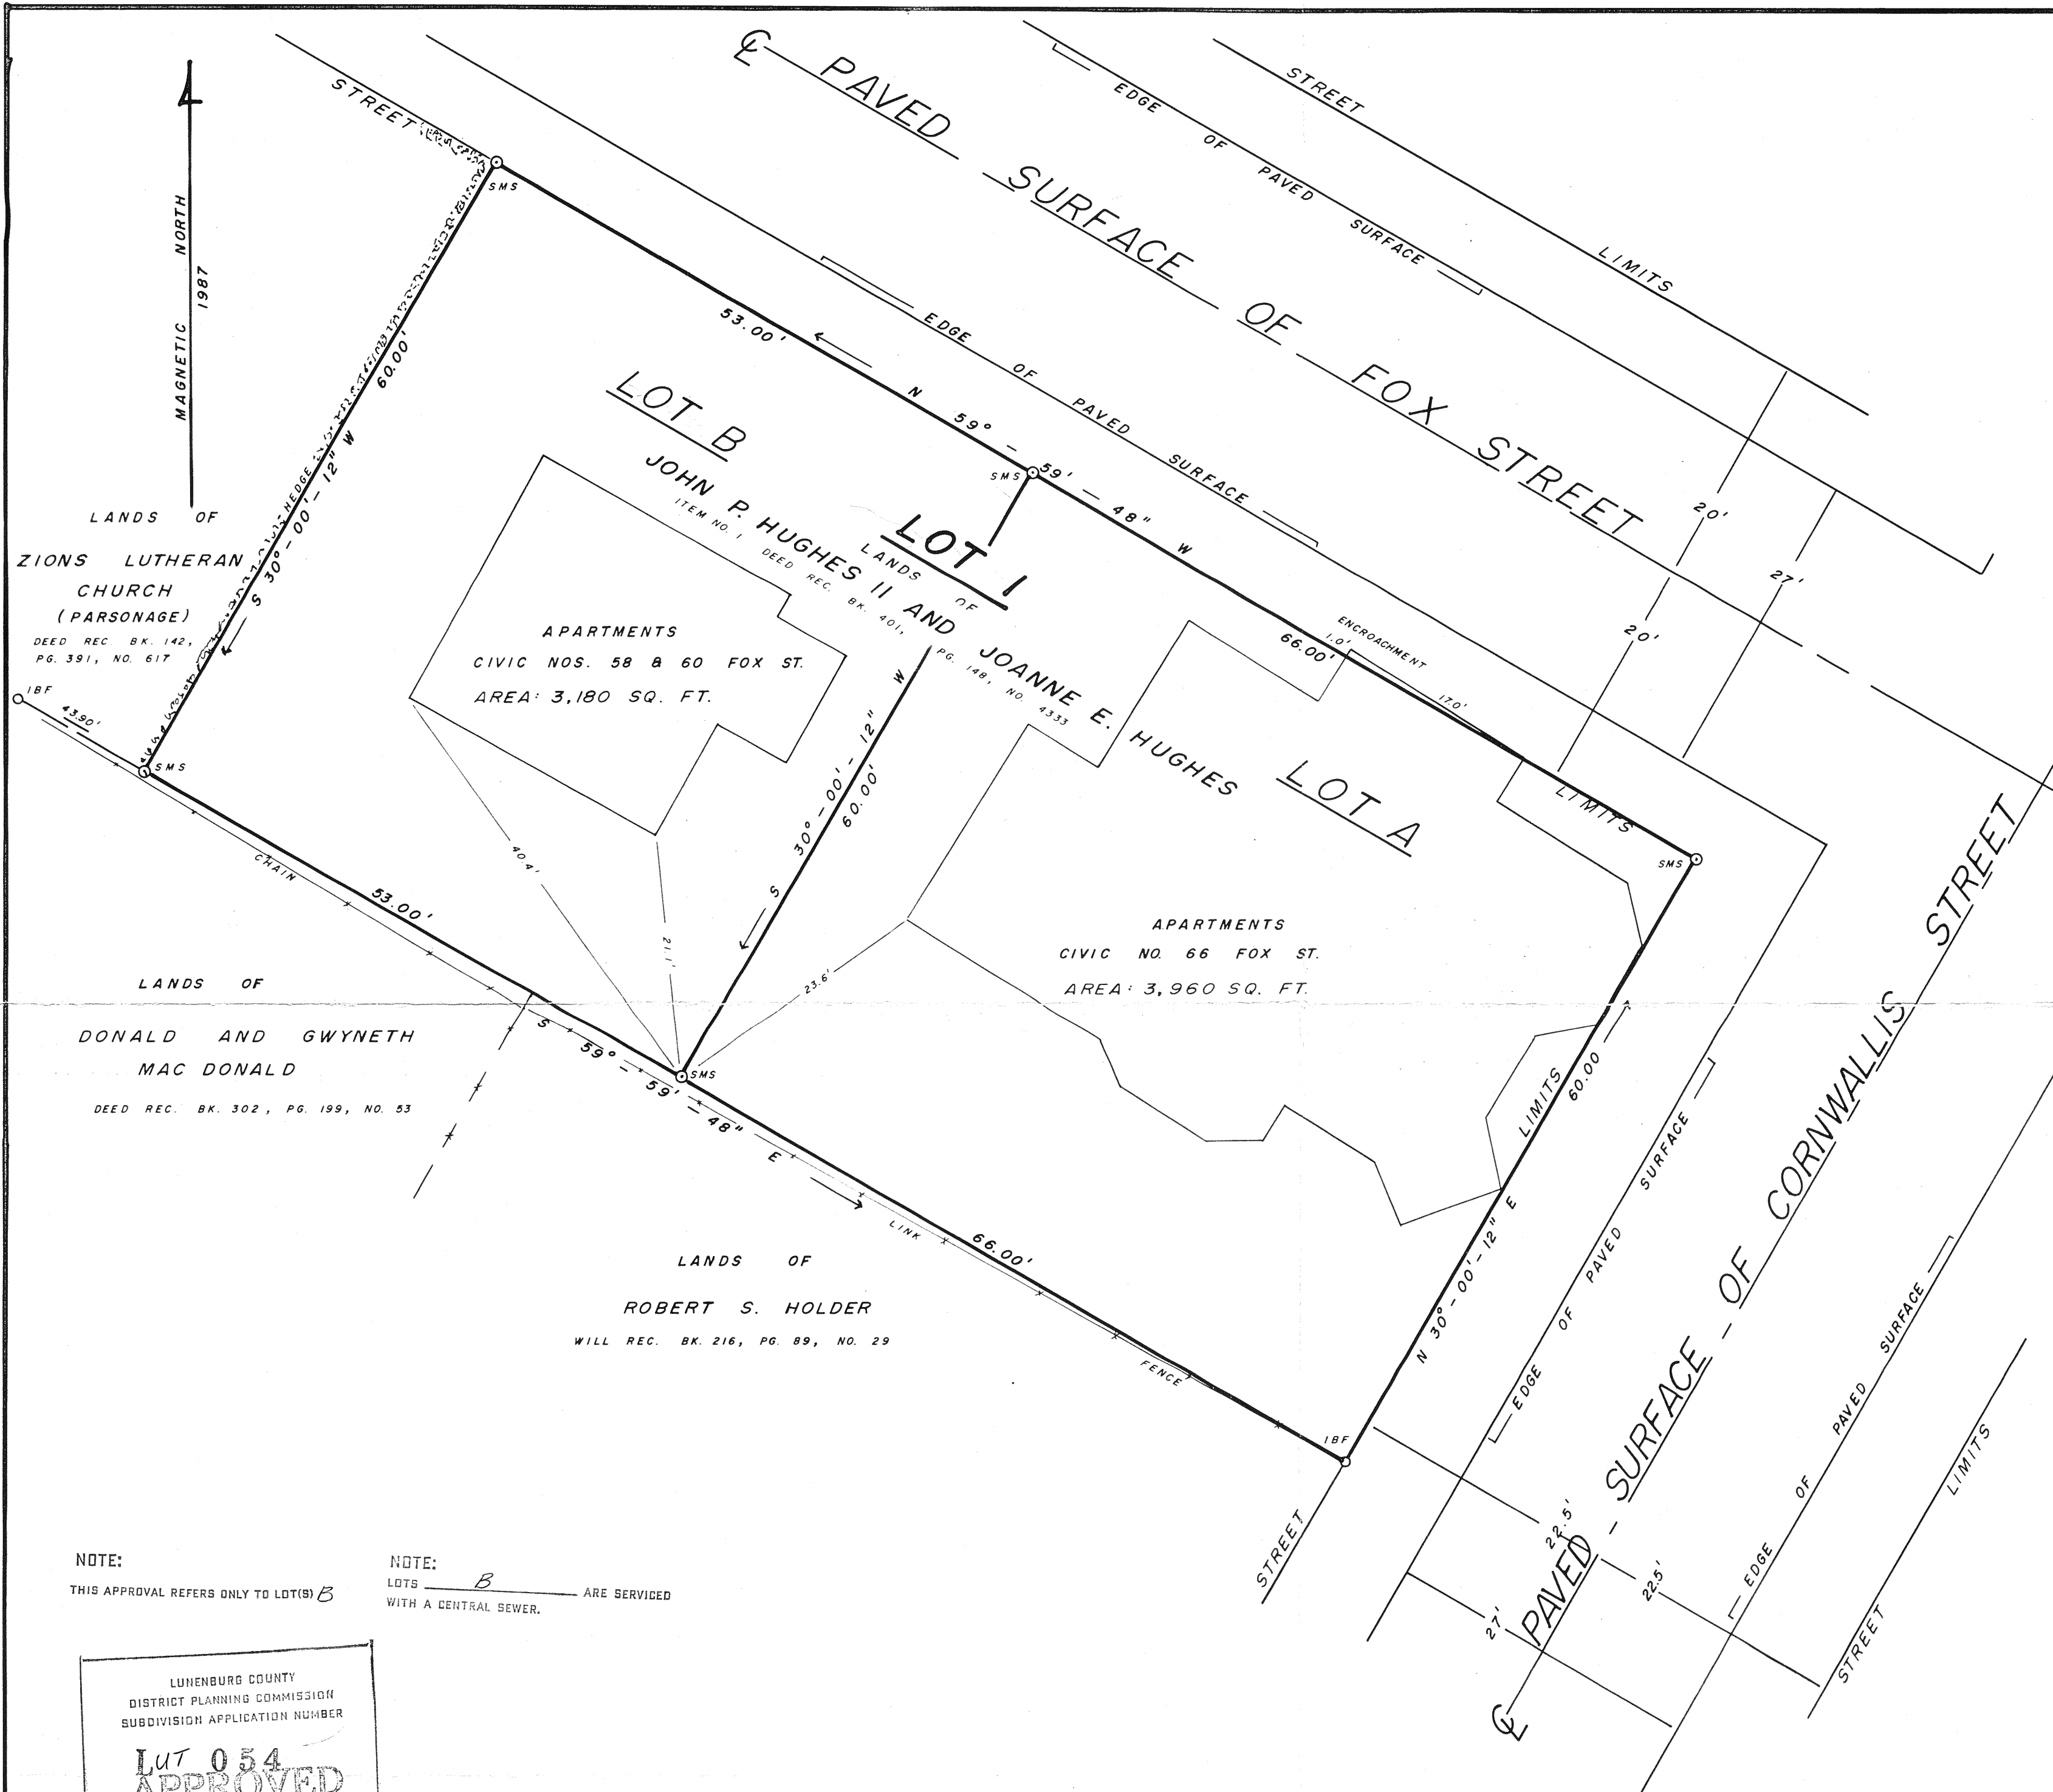 STREET
SMS
MAGNETIC NORTH
1987
℄ PAVED SURFACE OF FOX STREET
EDGE OF PAVED SURFACE
STREET LIMITS
EDGE OF PAVED SURFACE
53.00'
N 59° — 59' — 48" W
SMS
66.00'
ENCROACHMENT
1.0'
17.0'
20'
20'
27'
LIMITS
SMS
60.00'
HEDGE
S 30°-00'-12" W
LOT B
LOT 1
LANDS
OF
JOHN P. HUGHES II AND JOANNE E. HUGHES
ITEM NO. 1 DEED REC. BK. 401, PG. 148, NO. 4333
LOT A
LANDS OF
ZIONS LUTHERAN
CHURCH
(PARSONAGE)
DEED REC. BK. 142,
PG. 391, NO. 617
IBF
43.90'
SMS
APARTMENTS
CIVIC NOS. 58 & 60 FOX ST.
AREA: 3,180 SQ. FT.
S 30°-00'-12" W
60.00'
40.4'
21.1'
23.6'
APARTMENTS
CIVIC NO. 66 FOX ST.
AREA: 3,960 SQ. FT.
CHAIN
53.00'
LANDS OF
DONALD AND GWYNETH
MAC DONALD
DEED REC. BK. 302, PG. 199, NO. 53
S 59° — 59' — 48" E
SMS
LINK
66.00'
FENCE
LANDS OF
ROBERT S. HOLDER
WILL REC. BK. 216, PG. 89, NO. 29
IBF
STREET
LIMITS
60.00
N 30°-00'-12" E
EDGE OF PAVED SURFACE
℄ PAVED - SURFACE - OF CORNWALLIS STREET
22.5'
22.5'
27'
EDGE OF PAVED SURFACE
STREET LIMITS
NOTE:
THIS APPROVAL REFERS ONLY TO LOT(S) B
NOTE:
LOTS B ARE SERVICED
WITH A CENTRAL SEWER.
LUNENBURG COUNTY
DISTRICT PLANNING COMMISSION
SUBDIVISION APPLICATION NUMBER
LUT 054
APPROVED